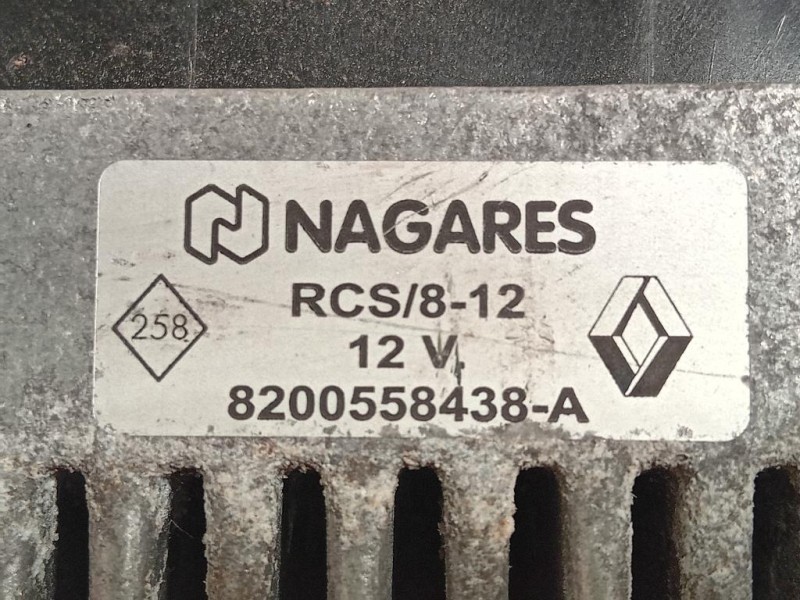 NAGARES
RCS/8-12
258
12 V.
8200558438-A